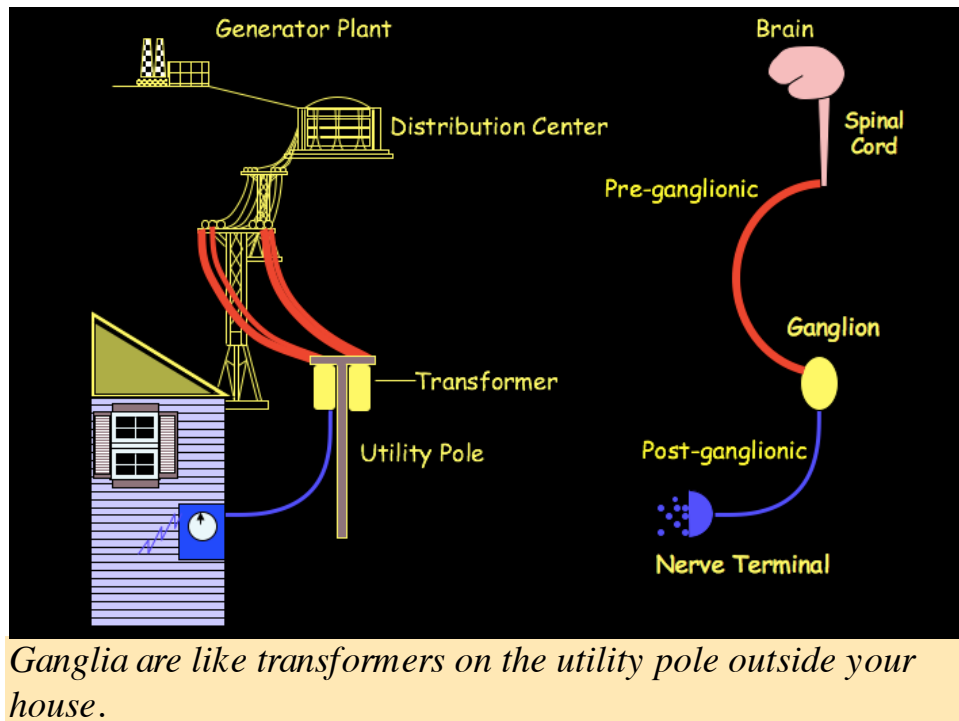 Generator Plant
Distribution Center
Transformer
Utility Pole
Brain
Spinal
Cord
Pre-ganglionic
Ganglion
Post-ganglionic
Nerve Terminal
Ganglia are like transformers on the utility pole outside your
house.